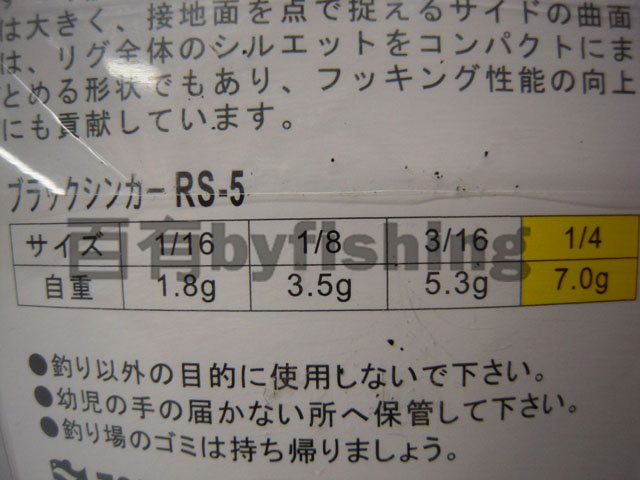 は大きく、接地面を点で捉えるサイドの曲面
は、リグ全体のシルエットをコンパクトにま
とめる形状でもあり、フッキング性能の向上
にも貢献しています。
ブラックシンカー RS-5
サイズ 1/16 1/8 3/16 1/4
自重 1.8g 3.5g 5.3g 7.0g
百有byfishing
●釣り以外の目的に使用しないで下さい。
●幼児の手の届かない所へ保管して下さい。
●釣り場のゴミは持ち帰りましょう。